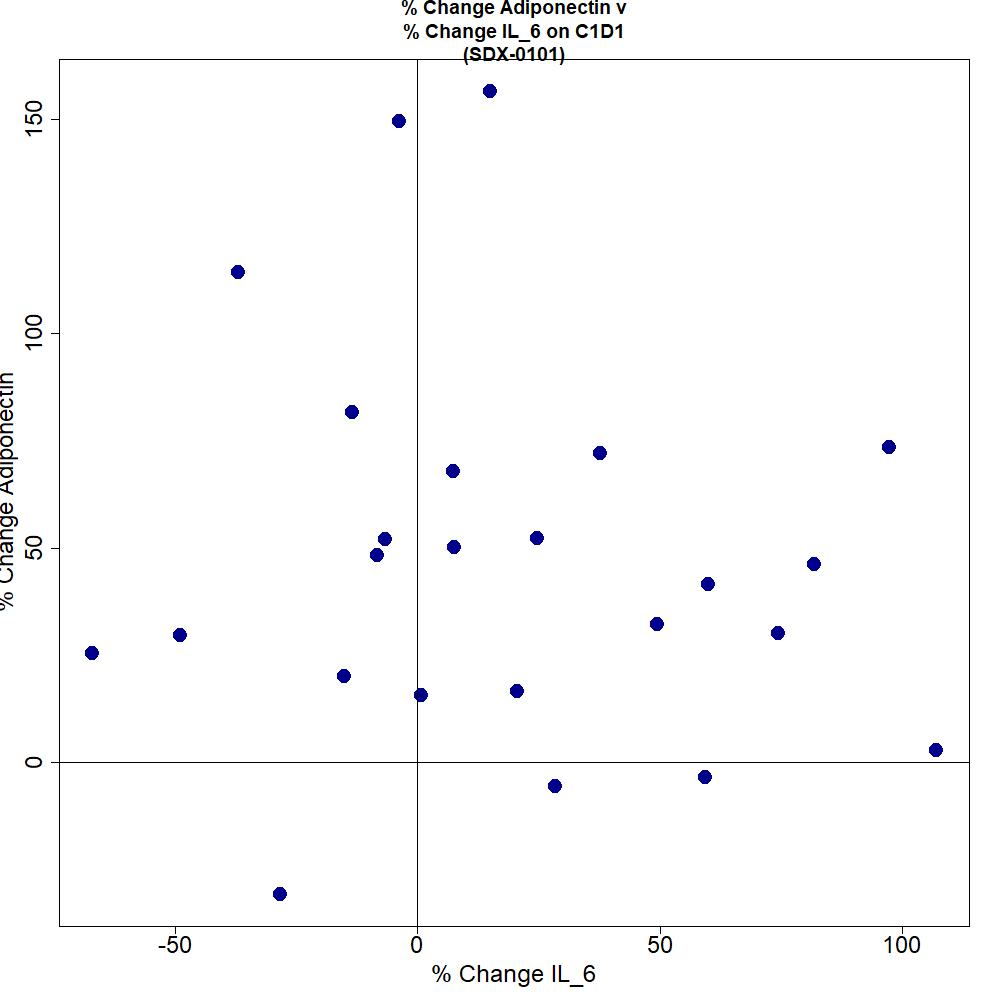 % Change Adiponectin v
% Change IL_6 on C1D1
(SDX-0101)
% Change Adiponectin
150
100
50
0
-50
0
50
100
% Change IL_6